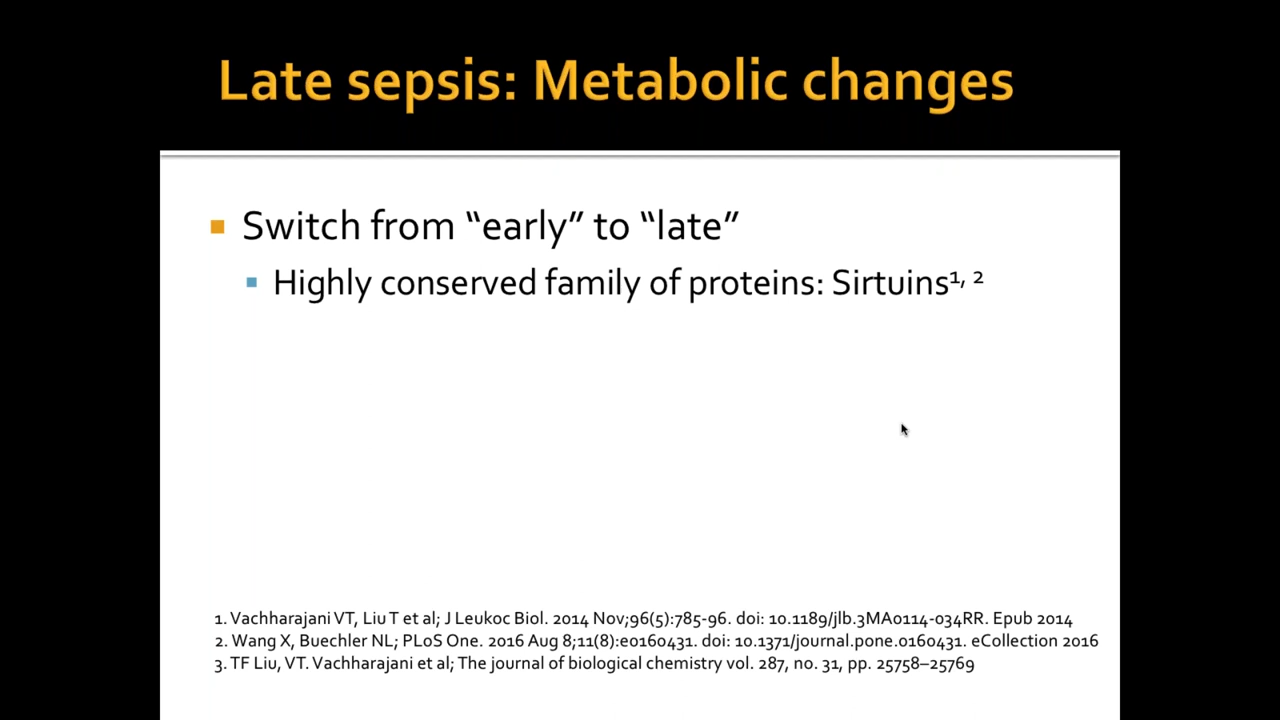 Late sepsis: Metabolic changes
Switch from “early” to “late”
Highly conserved family of proteins: Sirtuins¹, ²
1. Vachharajani VT, Liu T et al; J Leukoc Biol. 2014 Nov;96(5):785-96. doi: 10.1189/jlb.3MA0114-034RR. Epub 2014
2. Wang X, Buechler NL; PLoS One. 2016 Aug 8;11(8):e0160431. doi: 10.1371/journal.pone.0160431. eCollection 2016
3. TF Liu, VT. Vachharajani et al; The journal of biological chemistry vol. 287, no. 31, pp. 25758–25769